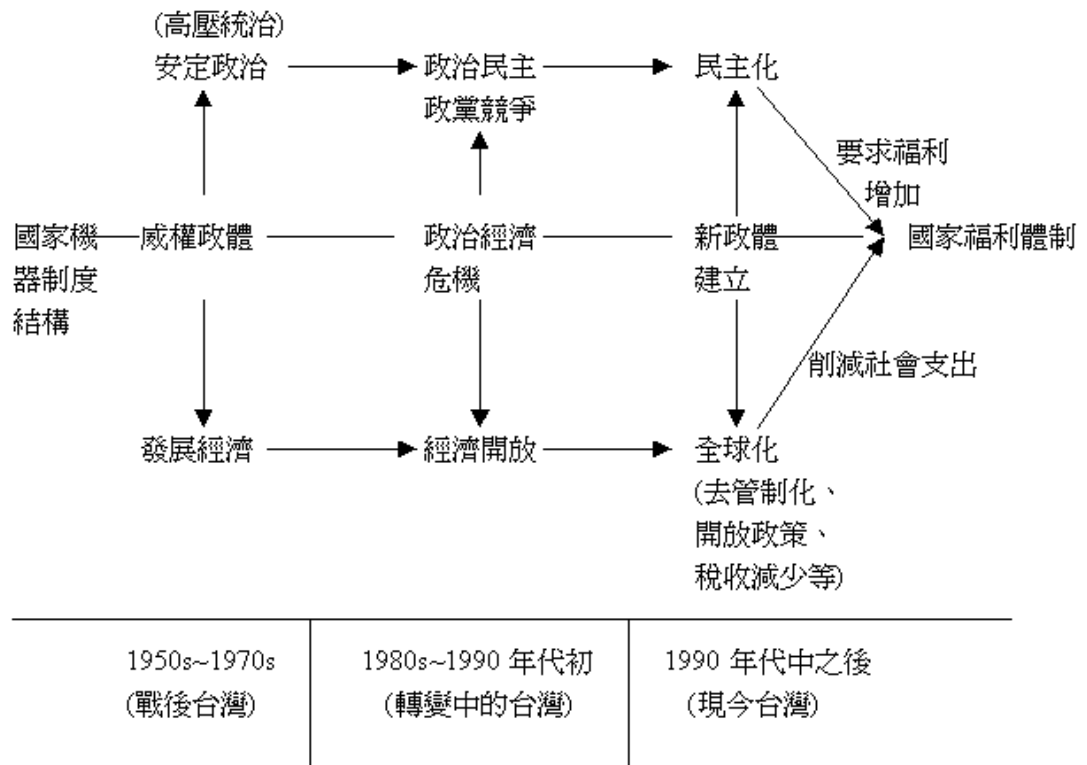 (高壓統治)
安定政治 政治民主 民主化
政黨競爭
要求福利
增加
國家機 威權政體 政治經濟 新政體 國家福利體制
器制度 危機 建立
結構
削減社會支出
發展經濟 經濟開放 全球化
(去管制化、
開放政策、
稅收減少等)
1950s~1970s 1980s~1990 年代初 1990 年代中之後
(戰後台灣) (轉變中的台灣) (現今台灣)